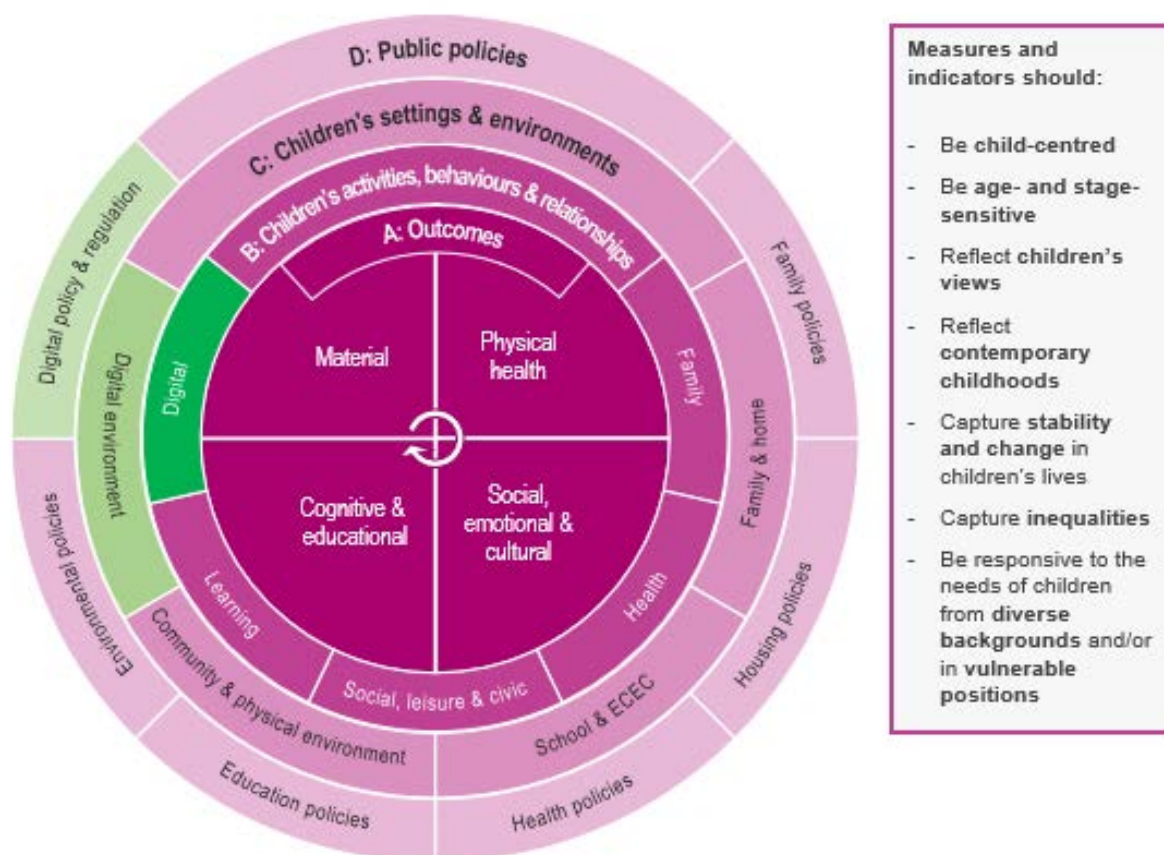 D: Public policies
C: Children's settings & environments
B: Children's activities, behaviours & relationships
A: Outcomes
Material
Physical
health
Cognitive &
educational
Social,
emotional &
cultural
Digital
Family
Health
Social, leisure & civic
Learning
Digital environment
Family & home
School & ECEC
Community & physical environment
Digital policy & regulation
Family policies
Housing policies
Health policies
Education policies
Environmental policies
Measures and
indicators should:
- Be child-centred
- Be age- and stage-
sensitive
- Reflect children's
views
- Reflect
contemporary
childhoods
- Capture stability
and change in
children's lives
- Capture inequalities
- Be responsive to the
needs of children
from diverse
backgrounds and/or
in vulnerable
positions